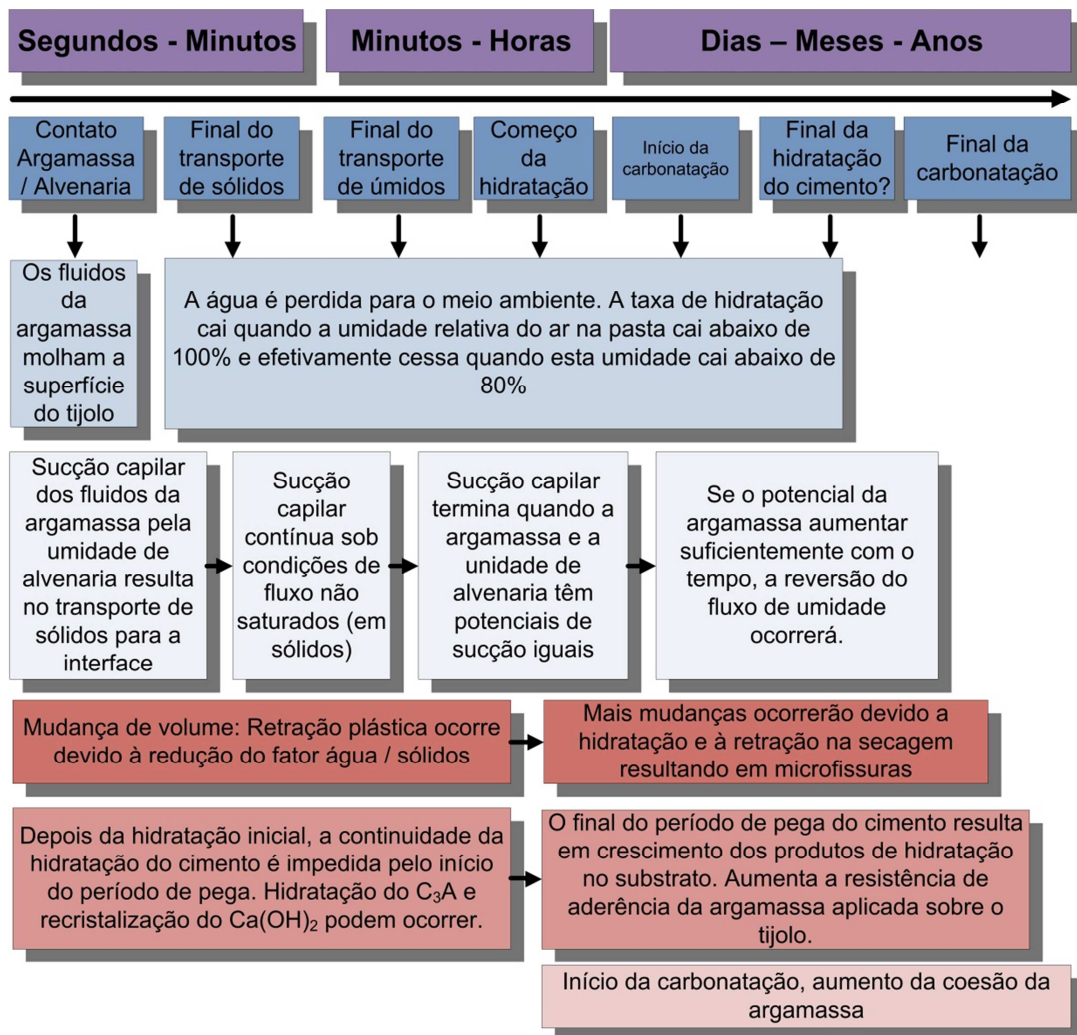 Segundos - Minutos
Minutos - Horas
Dias – Meses - Anos
Contato
Argamassa
/ Alvenaria
Final do
transporte
de sólidos
Final do
transporte
de úmidos
Começo
da
hidratação
Início da
carbonatação
Final da
hidratação
do cimento?
Final da
carbonatação
Os fluidos
da
argamassa
molham a
superfície
do tijolo
A água é perdida para o meio ambiente. A taxa de hidratação
cai quando a umidade relativa do ar na pasta cai abaixo de
100% e efetivamente cessa quando esta umidade cai abaixo de
80%
Sucção capilar
dos fluidos da
argamassa pela
umidade de
alvenaria resulta
no transporte de
sólidos para a
interface
Sucção
capilar
contínua sob
condições de
fluxo não
saturados (em
sólidos)
Sucção capilar
termina quando a
argamassa e a
unidade de
alvenaria têm
potenciais de
sucção iguais
Se o potencial da
argamassa aumentar
suficientemente com o
tempo, a reversão do
fluxo de umidade
ocorrerá.
Mudança de volume: Retração plástica ocorre
devido à redução do fator água / sólidos
Mais mudanças ocorrerão devido a
hidratação e à retração na secagem
resultando em microfissuras
Depois da hidratação inicial, a continuidade da
hidratação do cimento é impedida pelo início
do período de pega. Hidratação do C₃A e
recristalização do Ca(OH)₂ podem ocorrer.
O final do período de pega do cimento resulta
em crescimento dos produtos de hidratação
no substrato. Aumenta a resistência de
aderência da argamassa aplicada sobre o
tijolo.
Início da carbonatação, aumento da coesão da
argamassa